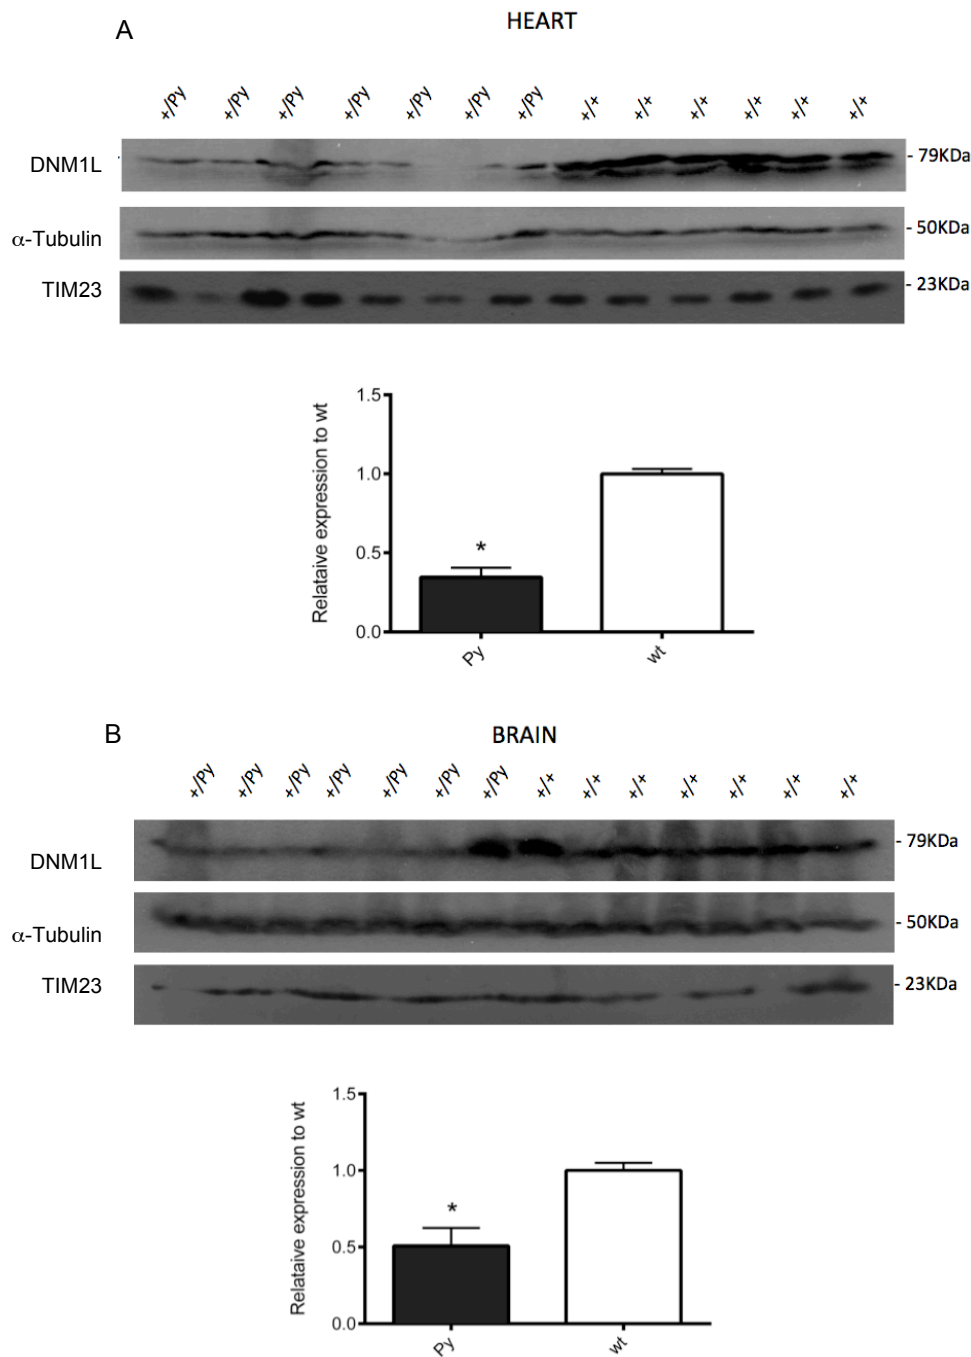 A
HEART
+/Py +/Py +/Py +/Py +/Py +/Py +/Py +/+ +/+ +/+ +/+ +/+ +/+
DNM1L - 79KDa
α-Tubulin - 50KDa
TIM23 - 23KDa
Relataive expression to wt
1.5
1.0
0.5
0.0
*
Py wt
B
BRAIN
+/Py +/Py +/Py +/Py +/Py +/Py +/Py +/+ +/+ +/+ +/+ +/+ +/+ +/+
DNM1L - 79KDa
α-Tubulin - 50KDa
TIM23 - 23KDa
Relataive expression to wt
1.5
1.0
0.5
0.0
*
Py wt